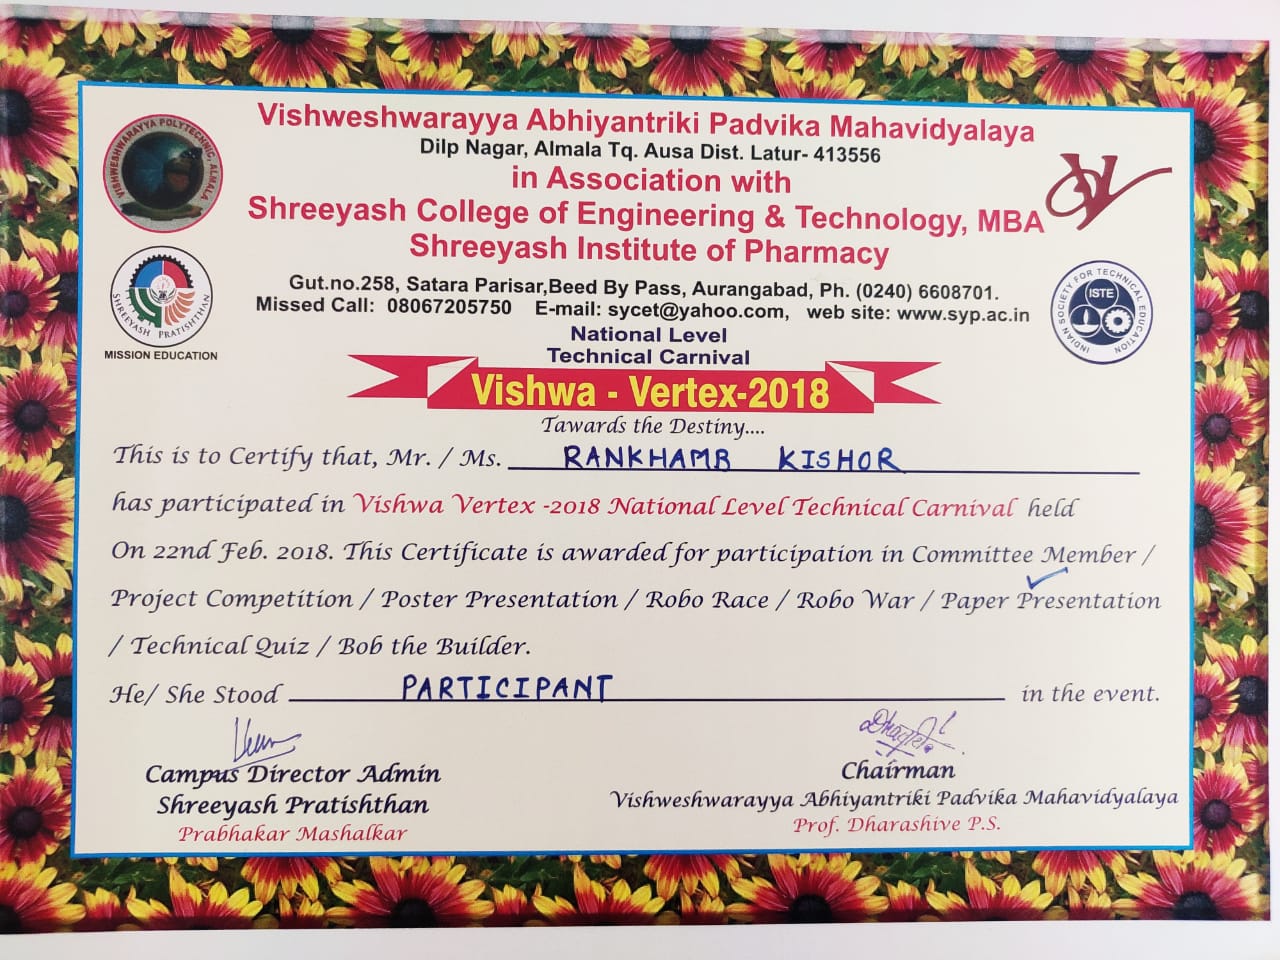 Vishweshwarayya Abhiyantriki Padvika Mahavidyalaya
Dilp Nagar, Almala Tq. Ausa Dist. Latur- 413556
in Association with
Shreeyash College of Engineering & Technology, MBA
Shreeyash Institute of Pharmacy
Gut.no.258, Satara Parisar,Beed By Pass, Aurangabad, Ph. (0240) 6608701.
Missed Call: 08067205750 E-mail: sycet@yahoo.com, web site: www.syp.ac.in
VISHWESHWARAYYA POLYTECHNIC, ALMALA
SHREEYASH PRATISHTHAN
MISSION EDUCATION
INDIAN SOCIETY FOR TECHNICAL EDUCATION
ISTE
National Level
Technical Carnival
Vishwa - Vertex-2018
Tawards the Destiny....
This is to Certify that, Mr. / Ms. RANKHAMB KISHOR
has participated in Vishwa Vertex -2018 National Level Technical Carnival held
On 22nd Feb. 2018. This Certificate is awarded for participation in Committee Member /
Project Competition / Poster Presentation / Robo Race / Robo War / Paper Presentation
/ Technical Quiz / Bob the Builder.
He/ She Stood PARTICIPANT in the event.
Campus Director Admin
Shreeyash Pratishthan
Prabhakar Mashalkar
Chairman
Vishweshwarayya Abhiyantriki Padvika Mahavidyalaya
Prof. Dharashive P.S.